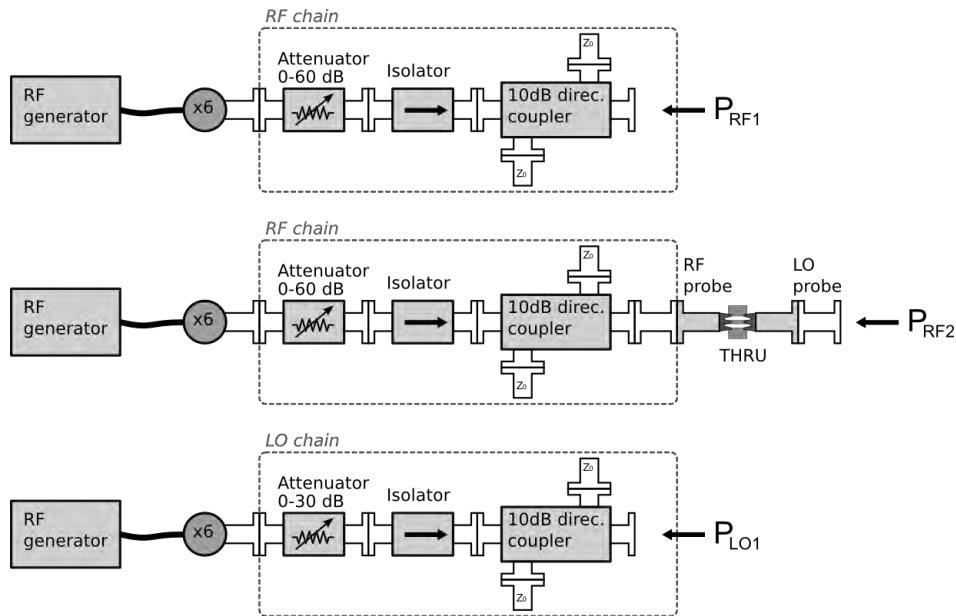 RF chain
Attenuator
0-60 dB
Isolator
Z₀
RF
generator
x6
10dB direc.
coupler
P_RF1
Z₀
RF chain
Attenuator
0-60 dB
Isolator
Z₀
RF
probe
LO
probe
RF
generator
x6
10dB direc.
coupler
THRU
P_RF2
Z₀
LO chain
Attenuator
0-30 dB
Isolator
Z₀
RF
generator
x6
10dB direc.
coupler
P_LO1
Z₀